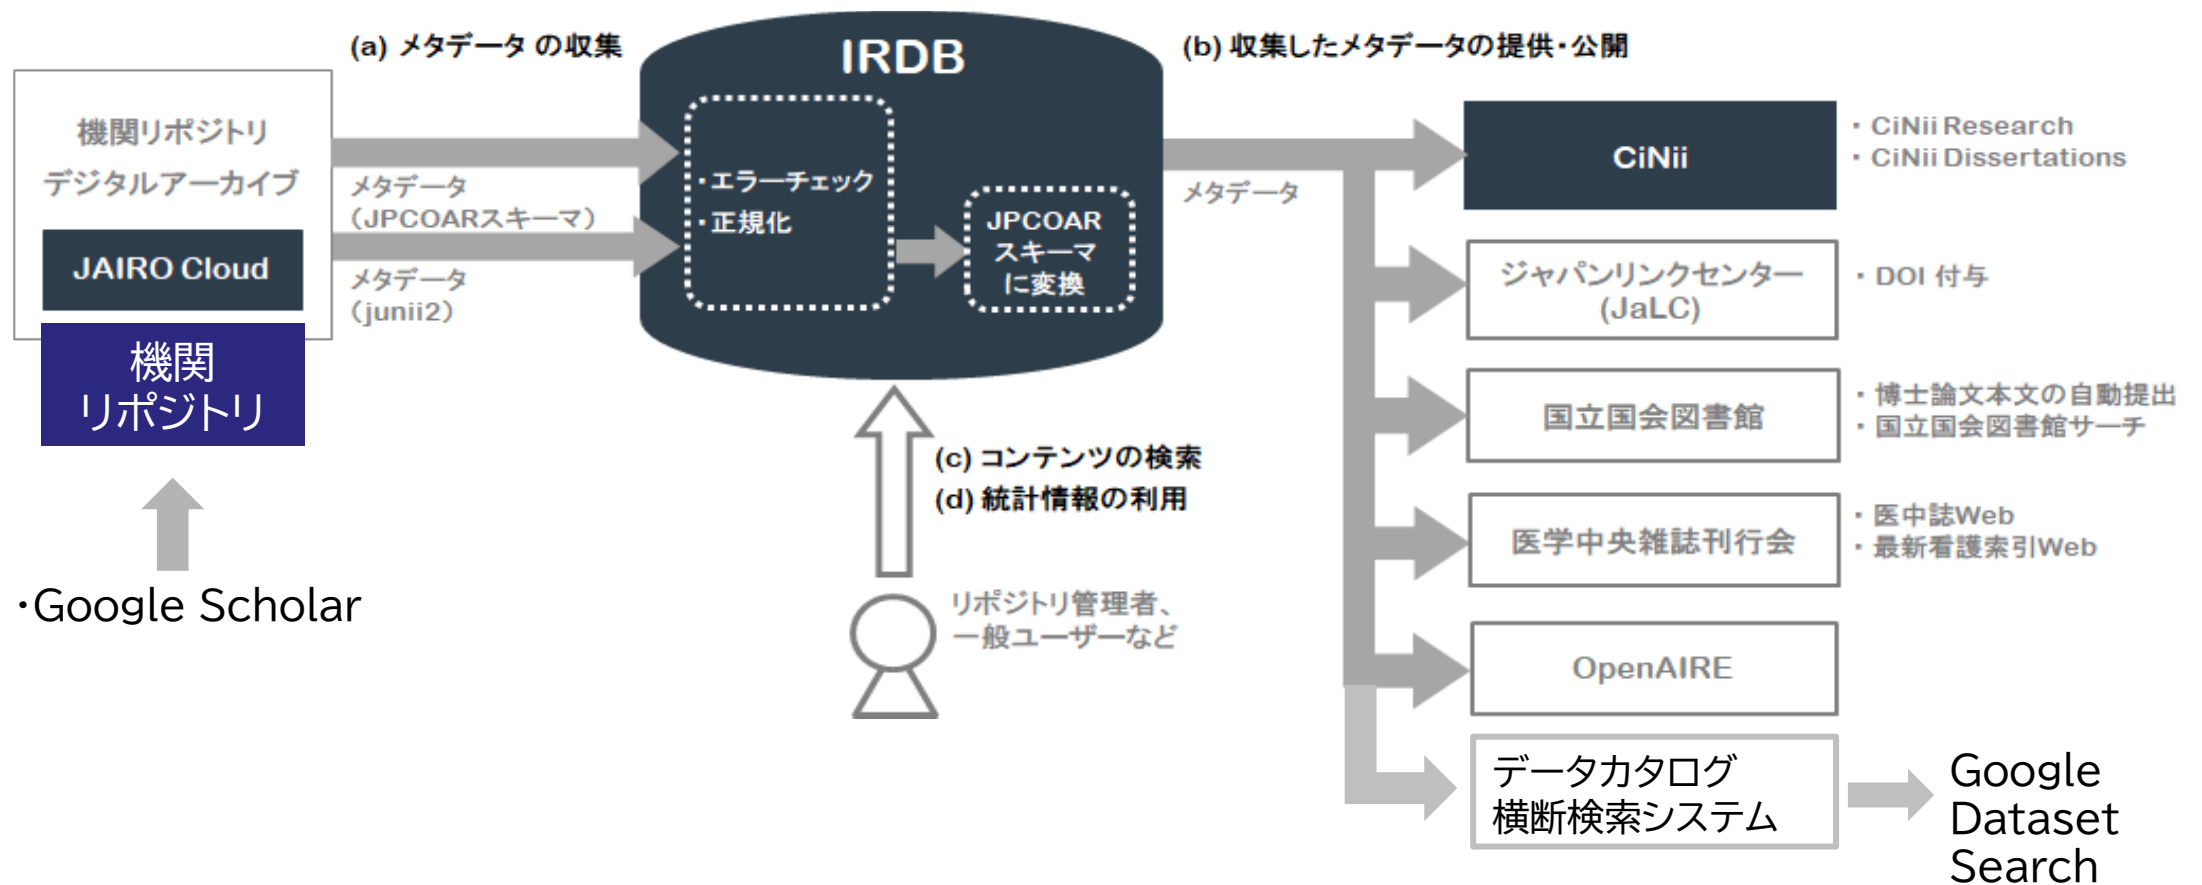 (a) メタデータ の収集
IRDB
(b) 収集したメタデータの提供・公開
機関リポジトリ
デジタルアーカイブ
JAIRO Cloud
機関
リポジトリ
・Google Scholar
メタデータ
(JPCOARスキーマ)
メタデータ
(junii2)
・エラーチェック
・正規化
JPCOAR
スキーマ
に変換
(c) コンテンツの検索
(d) 統計情報の利用
リポジトリ管理者、
一般ユーザーなど
メタデータ
CiNii
・ CiNii Research
・ CiNii Dissertations
ジャパンリンクセンター
(JaLC)
・ DOI 付与
国立国会図書館
・ 博士論文本文の自動提出
・ 国立国会図書館サーチ
医学中央雑誌刊行会
・ 医中誌Web
・ 最新看護索引Web
OpenAIRE
データカタログ
横断検索システム
Google
Dataset
Search